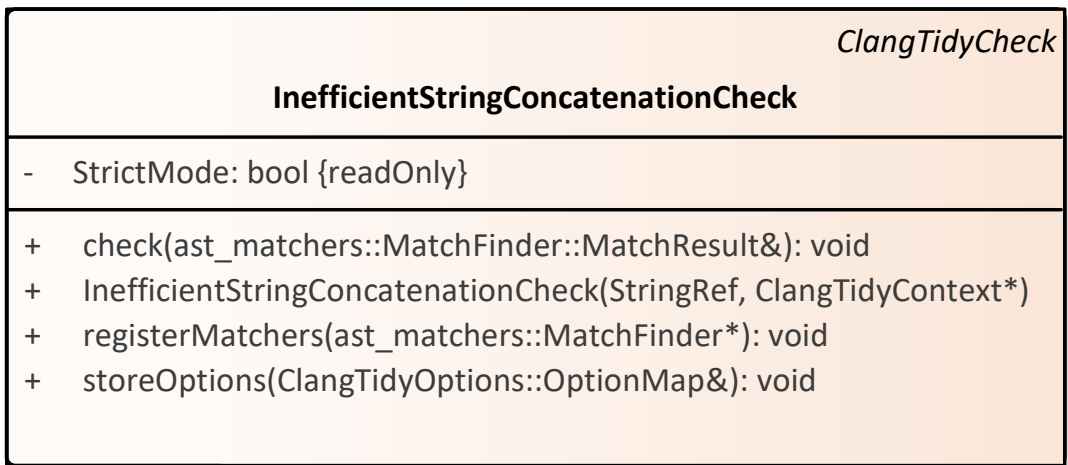 ClangTidyCheck
InefficientStringConcatenationCheck
- StrictMode: bool {readOnly}
+ check(ast_matchers::MatchFinder::MatchResult&): void
+ InefficientStringConcatenationCheck(StringRef, ClangTidyContext*)
+ registerMatchers(ast_matchers::MatchFinder*): void
+ storeOptions(ClangTidyOptions::OptionMap&): void